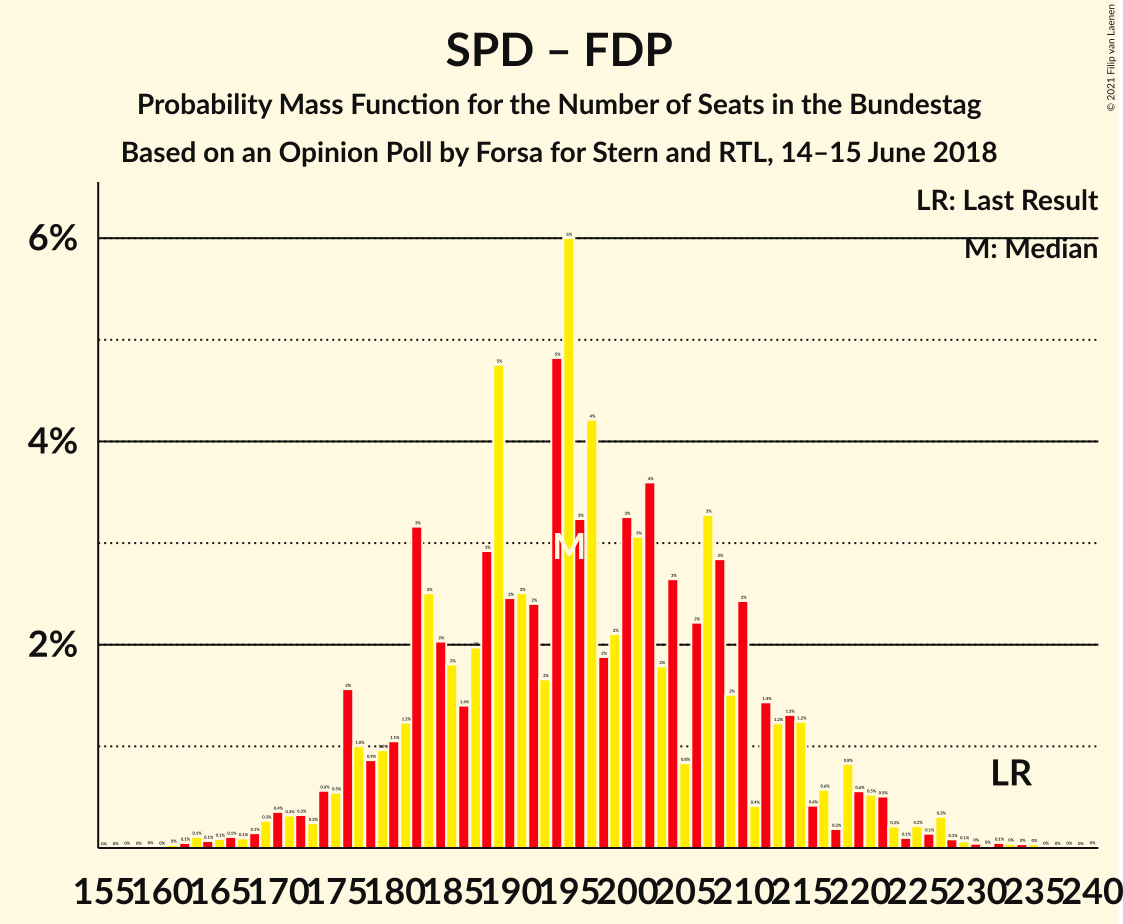 SPD – FDP
Probability Mass Function for the Number of Seats in the Bundestag
Based on an Opinion Poll by Forsa for Stern and RTL, 14–15 June 2018
© 2021 Filip van Laenen
LR: Last Result
M: Median
6%
4%
2%
M
LR
155 160 165 170 175 180 185 190 195 200 205 210 215 220 225 230 235 240